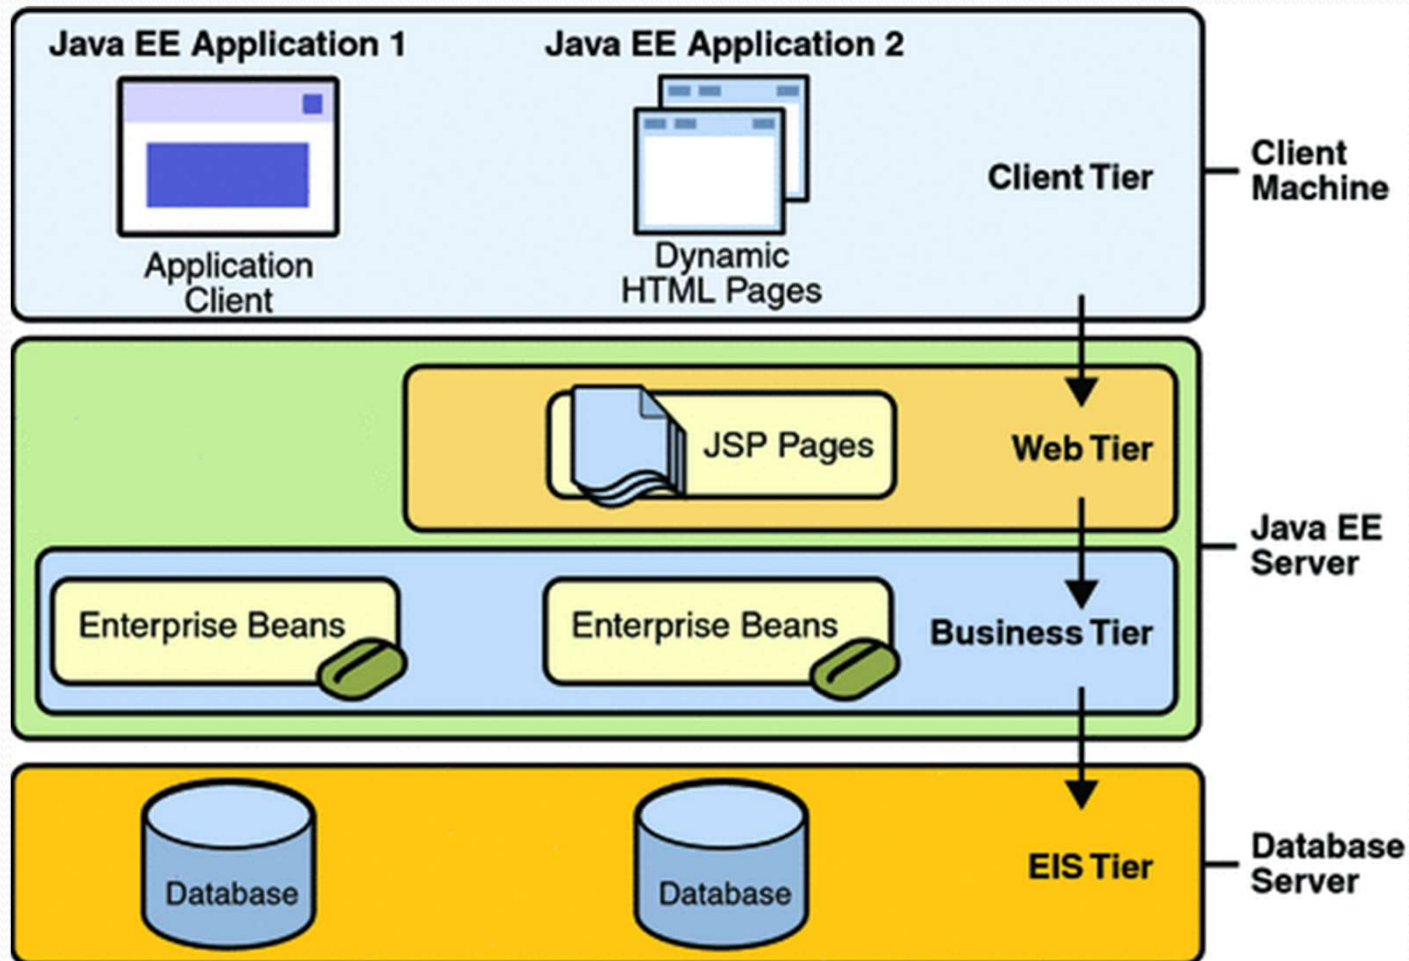 Java EE Application 1
Java EE Application 2
Application
Client
Dynamic
HTML Pages
Client Tier
Client
Machine
JSP Pages
Web Tier
Java EE
Server
Enterprise Beans
Enterprise Beans
Business Tier
Database
Database
EIS Tier
Database
Server